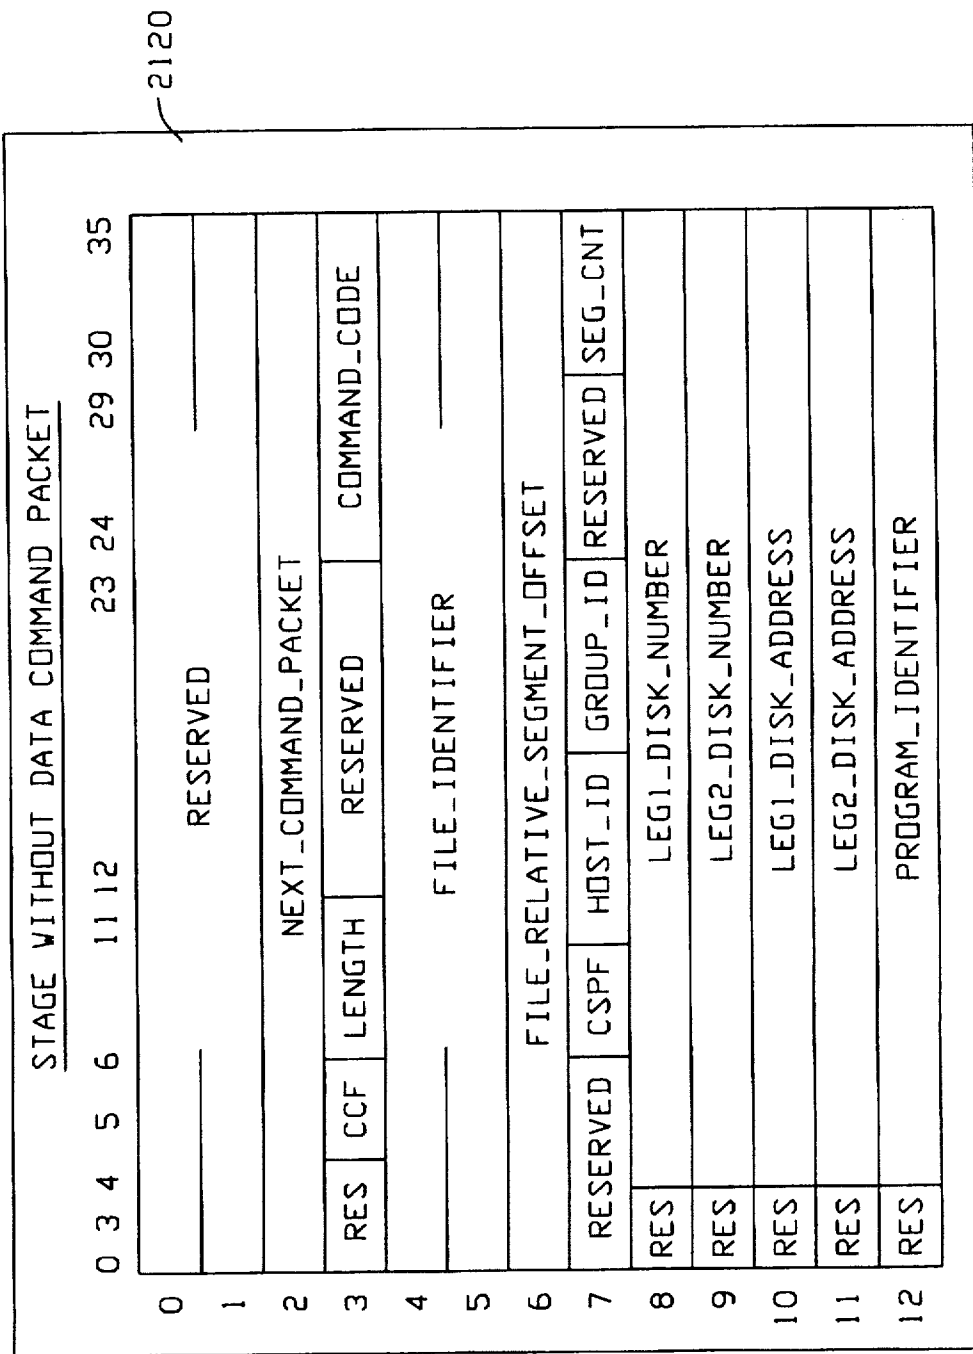 STAGE WITHOUT DATA COMMAND PACKET
2120
0 3 4 5 6 11 12 23 24 29 30 35
0
RESERVED
1
2 NEXT_COMMAND_PACKET
3 RES CCF LENGTH RESERVED COMMAND_CODE
4
FILE_IDENTIFIER
5
6 FILE_RELATIVE_SEGMENT_OFFSET
7 RESERVED CSPF HOST_ID GROUP_ID RESERVED SEG_CNT
8 RES LEG1_DISK_NUMBER
9 RES LEG2_DISK_NUMBER
10 RES LEG1_DISK_ADDRESS
11 RES LEG2_DISK_ADDRESS
12 RES PROGRAM_IDENTIFIER